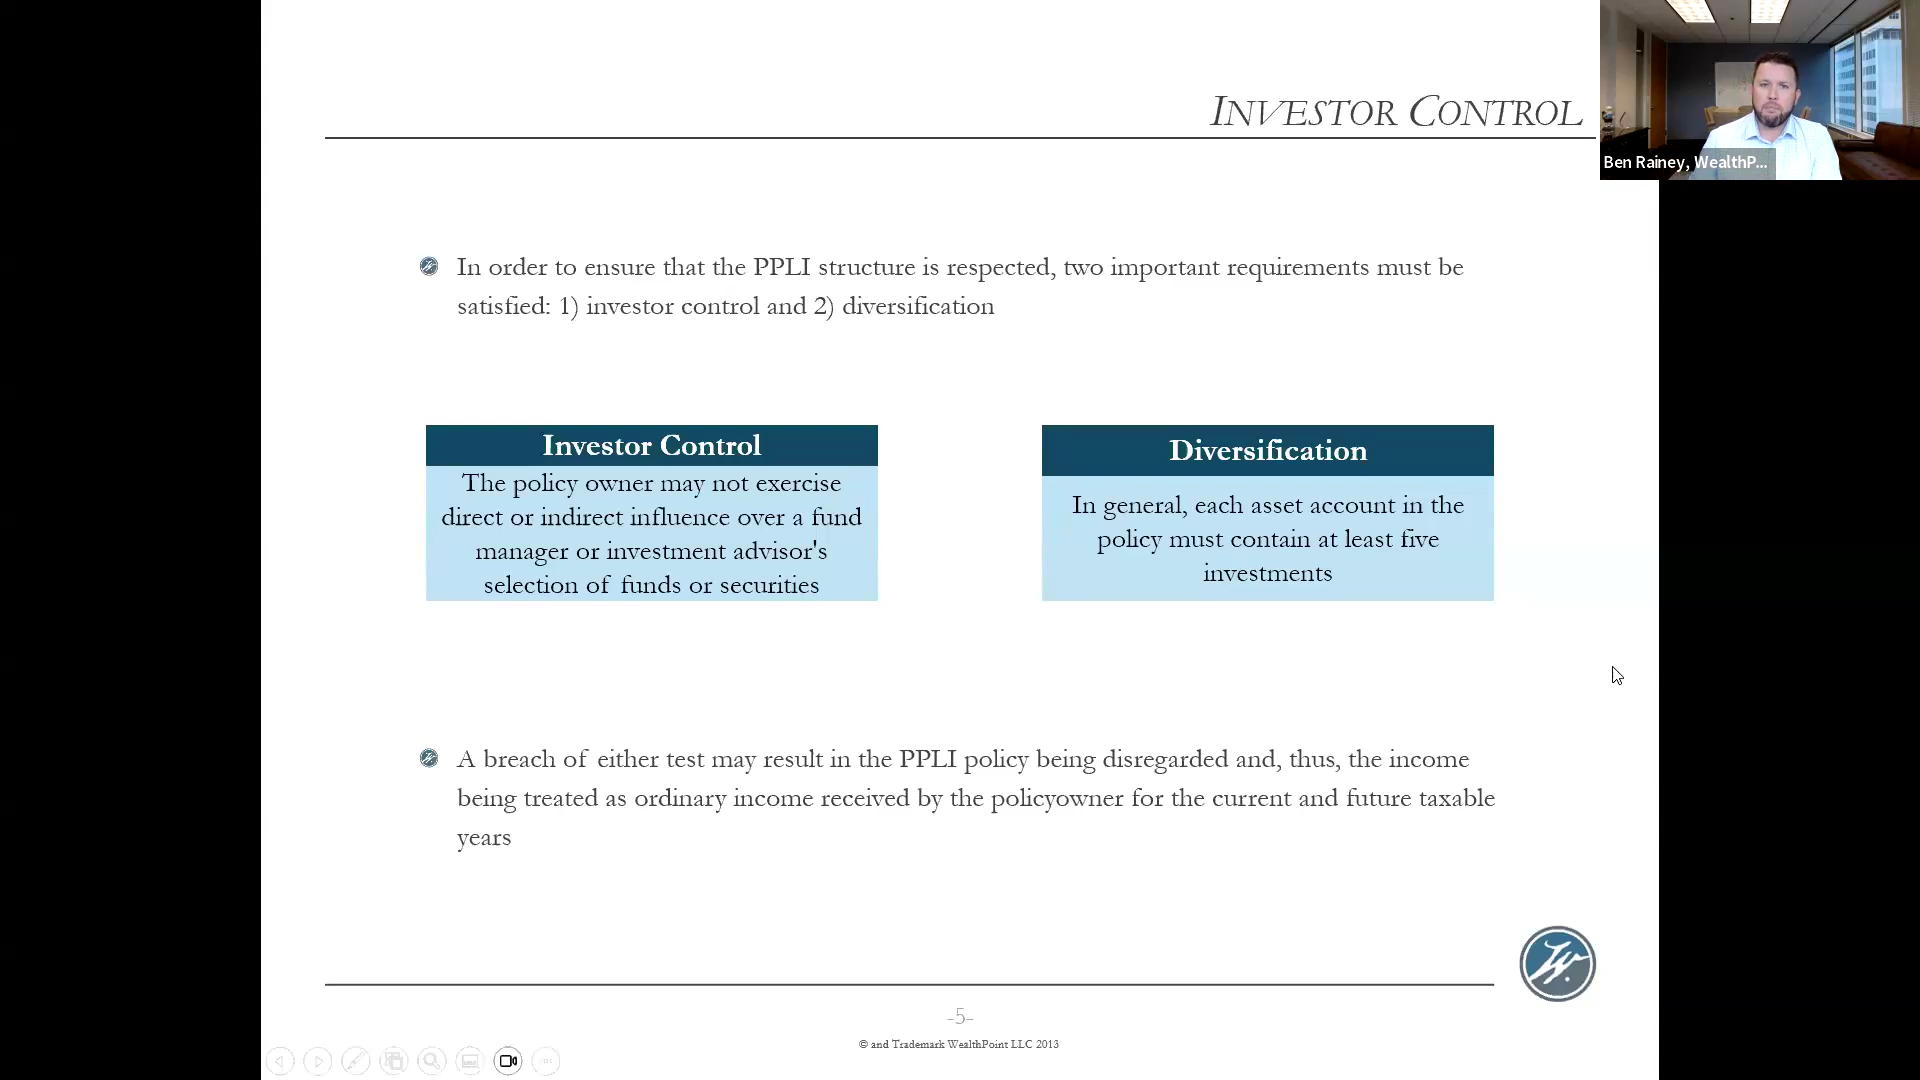 INVESTOR CONTROL
Ben Rainey, WealthP...
In order to ensure that the PPLI structure is respected, two important requirements must be
satisfied: 1) investor control and 2) diversification
Investor Control
The policy owner may not exercise
direct or indirect influence over a fund
manager or investment advisor's
selection of funds or securities
Diversification
In general, each asset account in the
policy must contain at least five
investments
A breach of either test may result in the PPLI policy being disregarded and, thus, the income
being treated as ordinary income received by the policyowner for the current and future taxable
years
-5-
© and Trademark WealthPoint LLC 2013